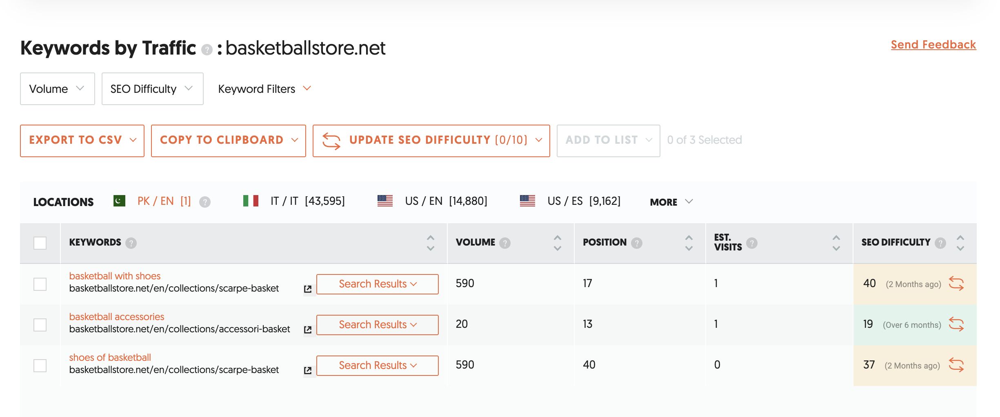 Keywords by Traffic ? : basketballstore.net
Send Feedback
Volume
SEO Difficulty
Keyword Filters
EXPORT TO CSV
COPY TO CLIPBOARD
UPDATE SEO DIFFICULTY (0/10)
ADD TO LIST
0 of 3 Selected
LOCATIONS PK / EN [1] ? IT / IT [43,595] US / EN [14,880] US / ES [9,162] MORE
KEYWORDS ? VOLUME ? POSITION ? EST. VISITS ? SEO DIFFICULTY ?
basketball with shoes
basketballstore.net/en/collections/scarpe-basket Search Results 590 17 1 40 (2 Months ago)
basketball accessories
basketballstore.net/en/collections/accessori-basket Search Results 20 13 1 19 (Over 6 months)
shoes of basketball
basketballstore.net/en/collections/scarpe-basket Search Results 590 40 0 37 (2 Months ago)